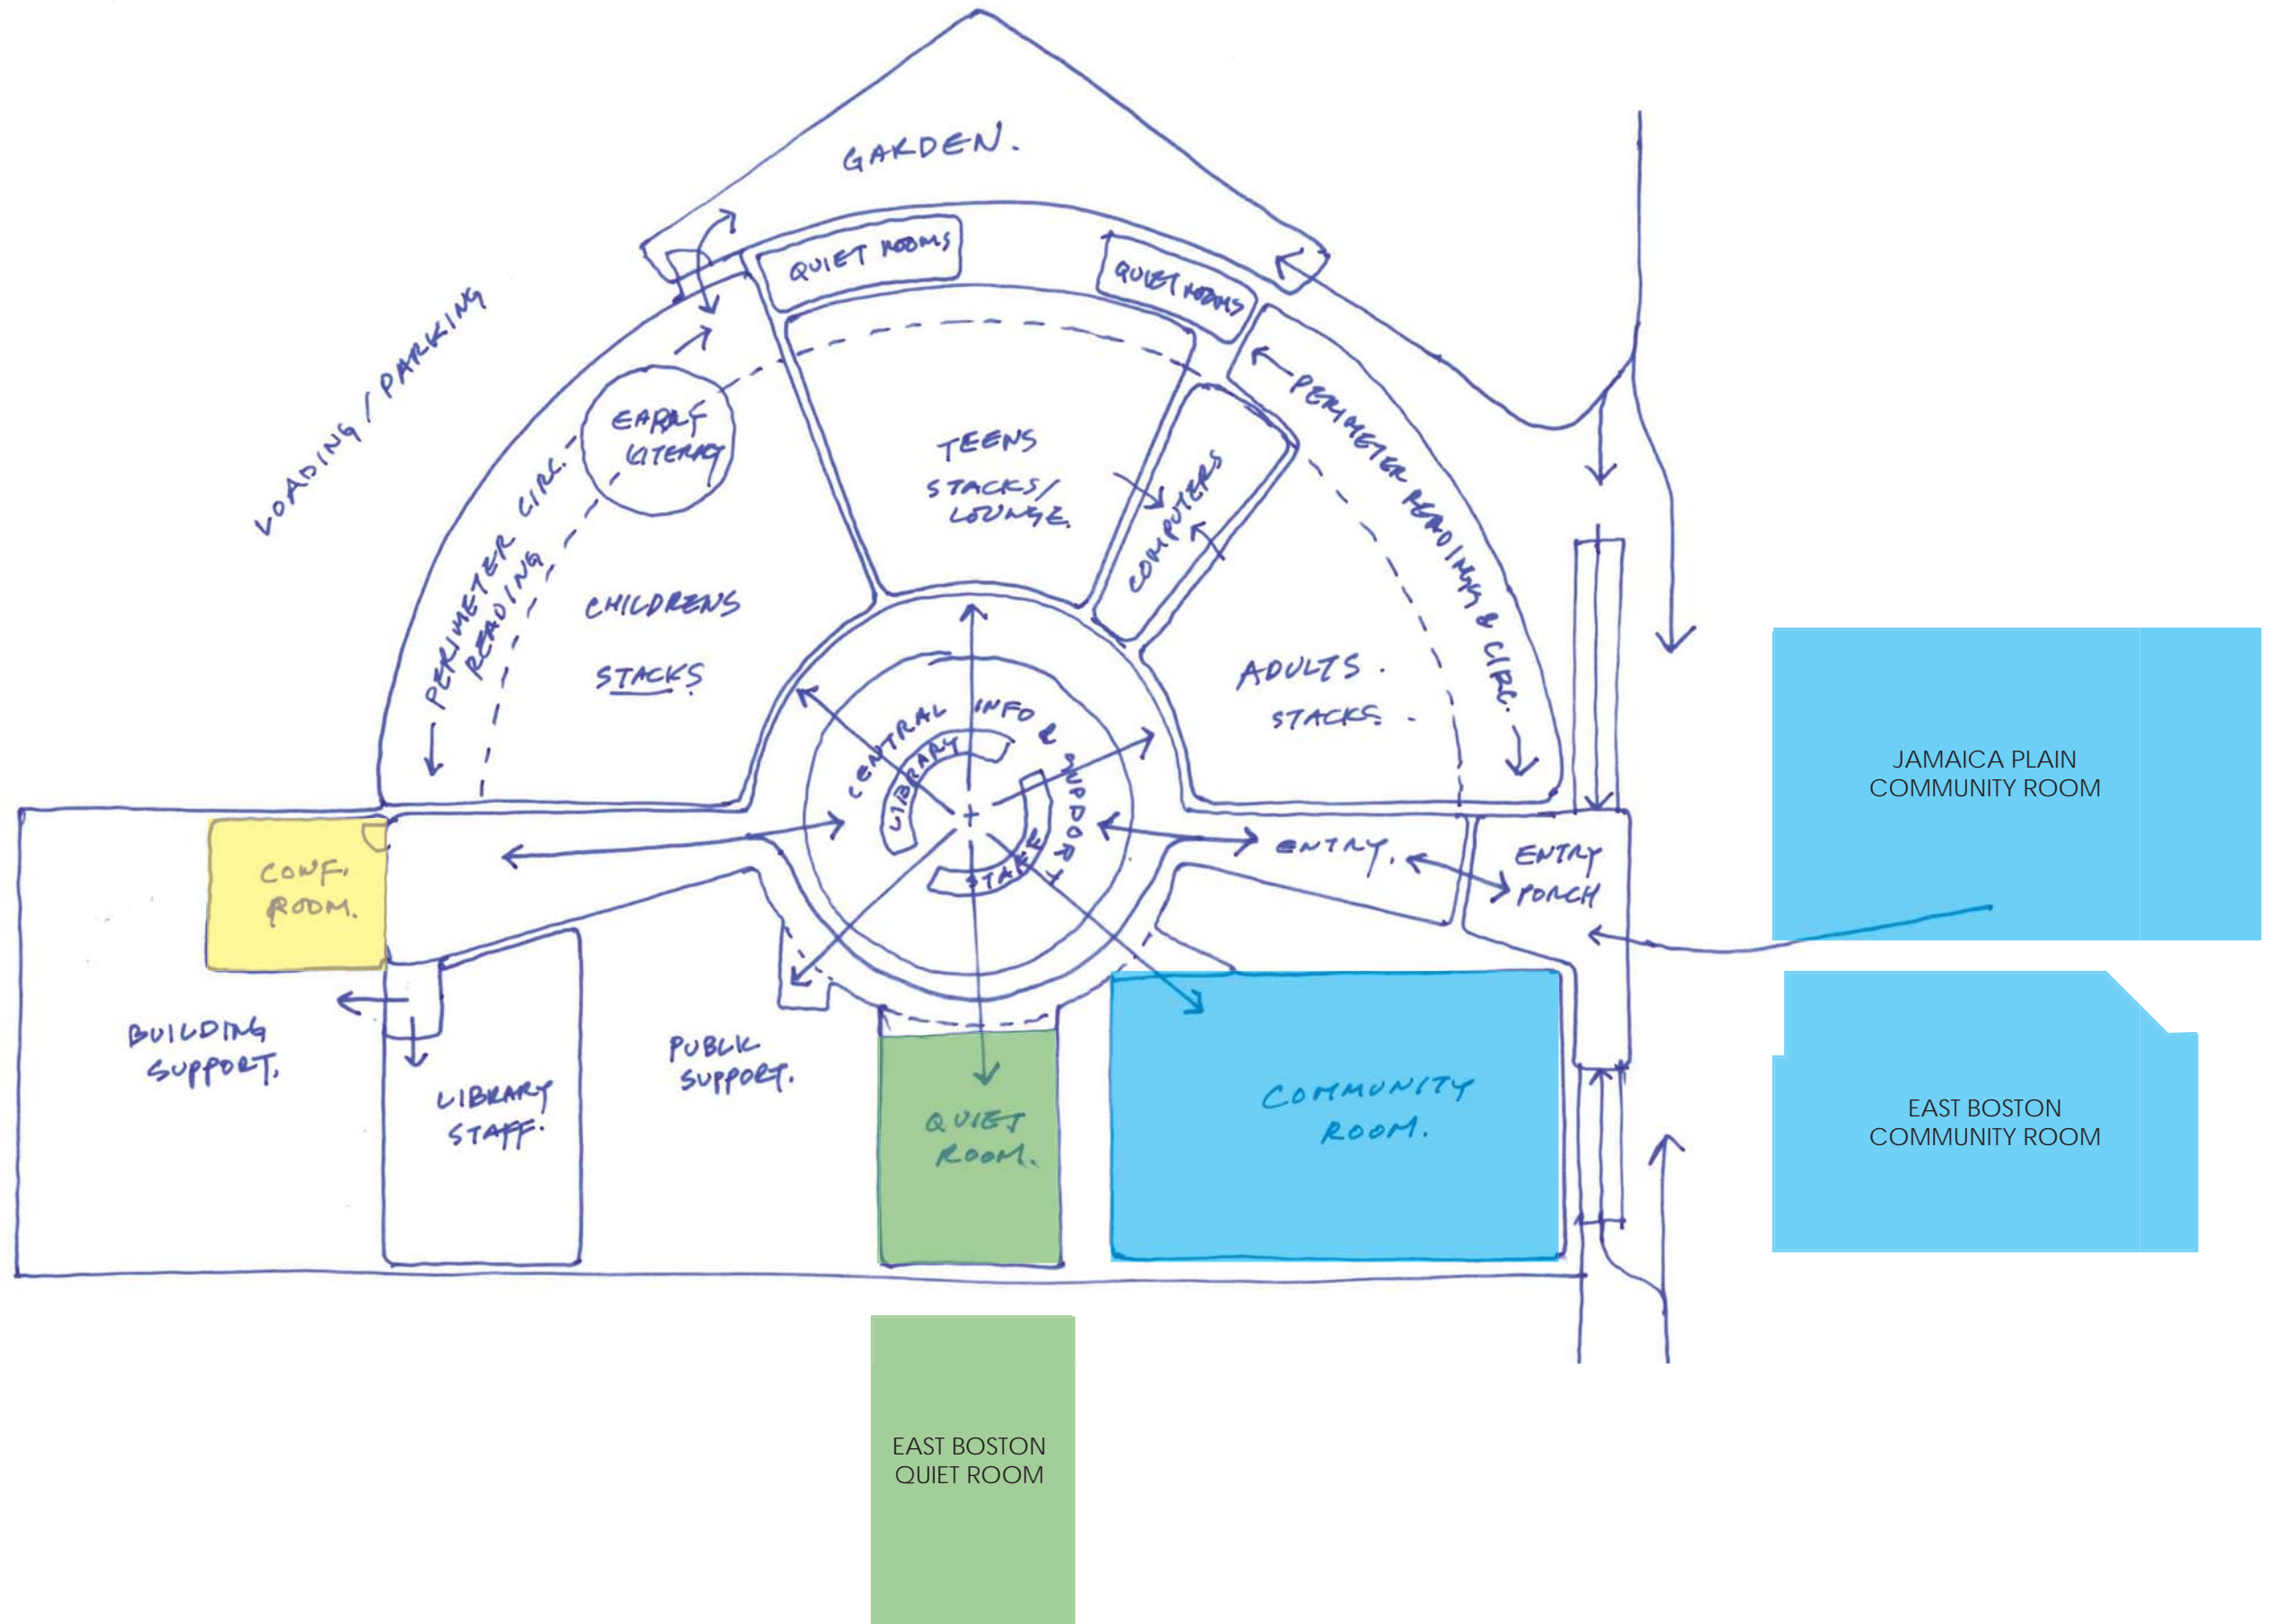 GARDEN.
QUIET ROOMS
QUIET ROOMS
LOADING / PARKING
PERIMETER CIRC.
READING
EARLY
LITERACY
TEENS
STACKS/
LOUNGE.
COMPUTERS
PERIMETER READINGS & CIRC.
CHILDRENS
STACKS
ADULTS.
STACKS.
CENTRAL INFO & SUPPORT
LIBRARY
STAFF
CONF.
ROOM.
ENTRY.
ENTRY
PORCH
BUILDING
SUPPORT.
LIBRARY
STAFF.
PUBLIC
SUPPORT.
QUIET
ROOM.
COMMUNITY
ROOM.
JAMAICA PLAIN
COMMUNITY ROOM
EAST BOSTON
COMMUNITY ROOM
EAST BOSTON
QUIET ROOM